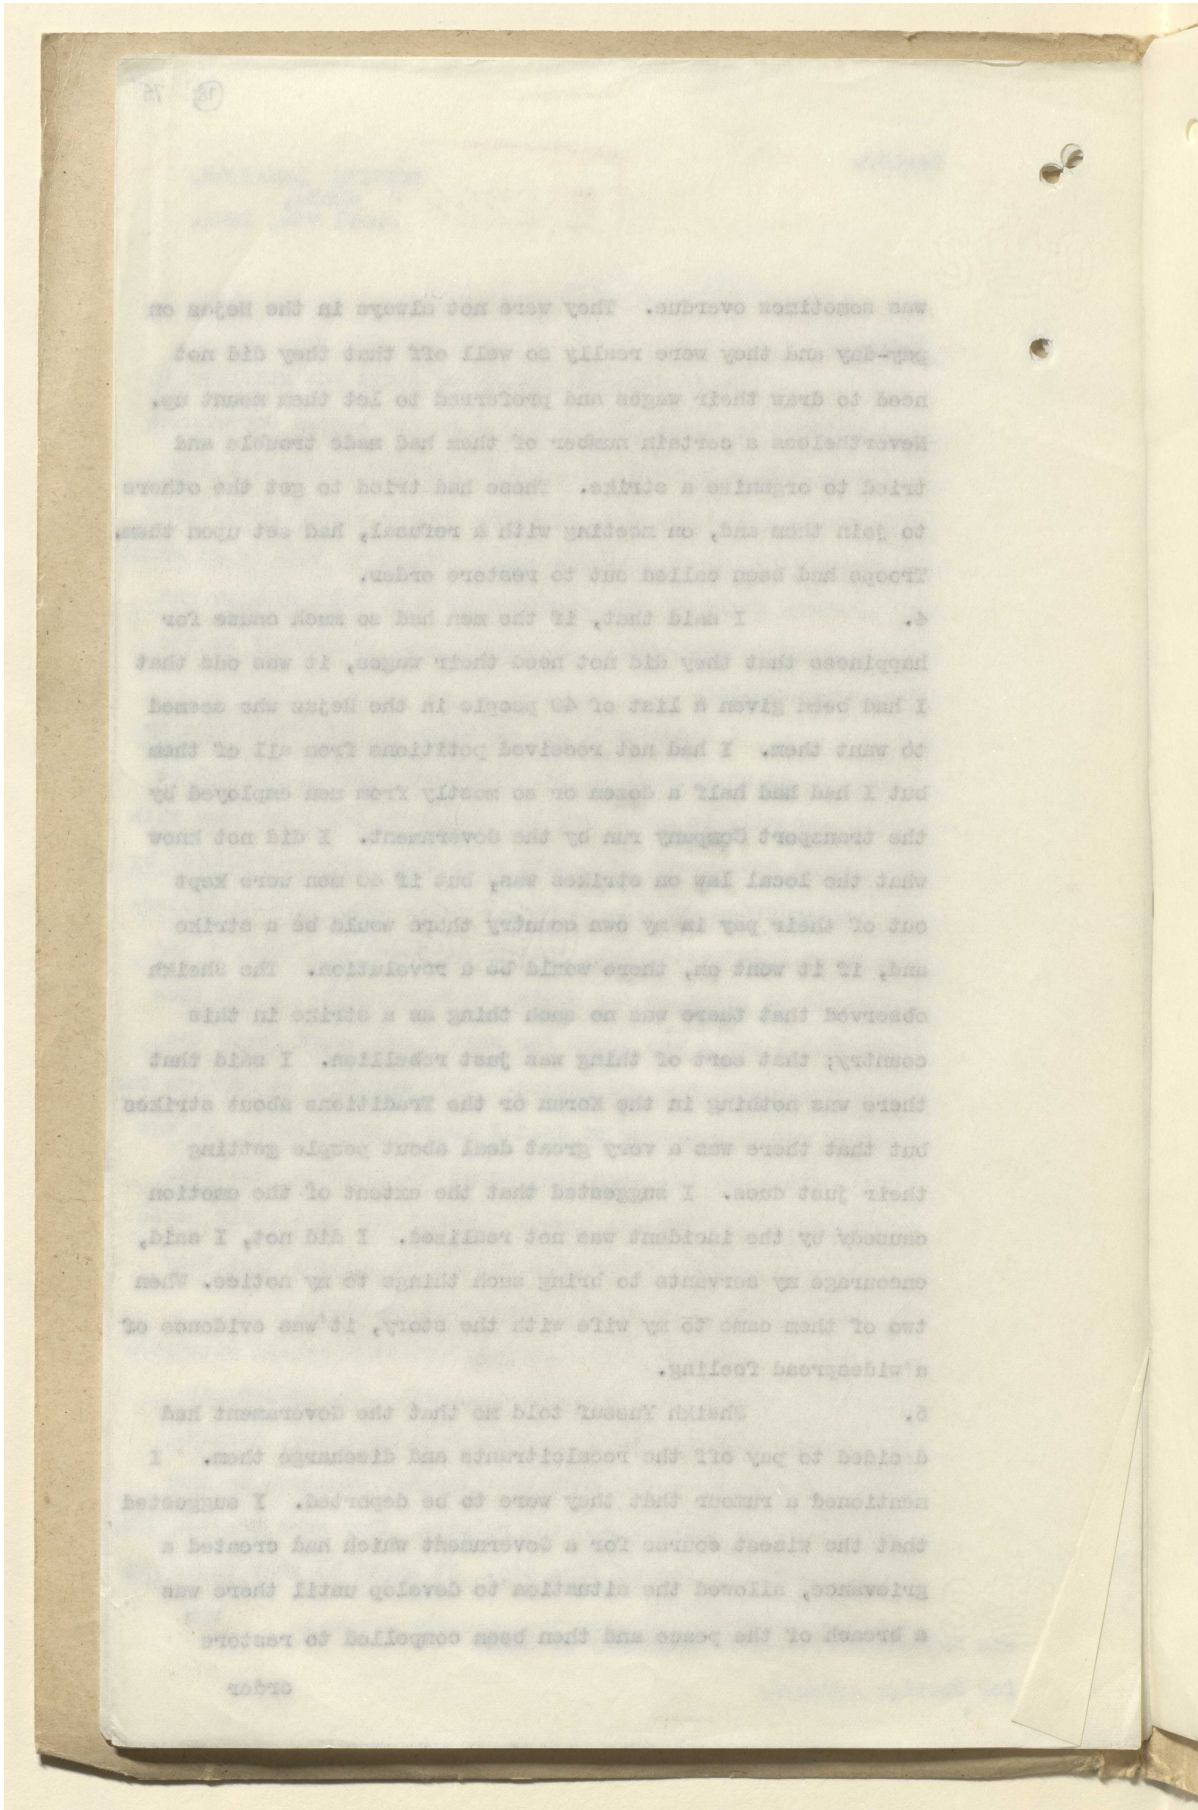 75
was sometimes overdue. They were not always in the Hejaz on
pay-day and they were really so well off that they did not
need to draw their wages and preferred to let them mount up.
Nevertheless a certain number of them had made trouble and
tried to organise a strike. These had tried to get the others
to join them and, on meeting with a refusal, had set upon them.
Troops had been called out to restore order.
4. I said that, if the men had so much cause for
happiness that they did not need their wages, it was odd that
I had been given a list of 40 people in the Hejaz who seemed
to want them. I had not received petitions from all of them
but I had had half a dozen or so mostly from men employed by
the transport Company run by the Government. I did not know
what the local law on strikes was, but if 40 men were kept
out of their pay in my own country there would be a strike
and, if it went on, there would be a revolution. The Sheikh
observed that there was no such thing as a strike in this
country; that sort of thing was just rebellion. I said that
there was nothing in the Koran or the Traditions about strikes
but that there was a very great deal about people getting
their just dues. I suggested that the extent of the emotion
caused by the incident was not realised. I did not, I said,
encourage my servants to bring such things to my notice. When
two of them came to my wife with the story, it was evidence of
a widespread feeling.
5. Sheikh Yussuf told me that the Government had
decided to pay off the recalcitrants and discharge them. I
mentioned a rumour that they were to be deported. I suggested
that the wisest course for a Government which had created a
grievance, allowed the situation to develop until there was
a breach of the peace and then been compelled to restore
order